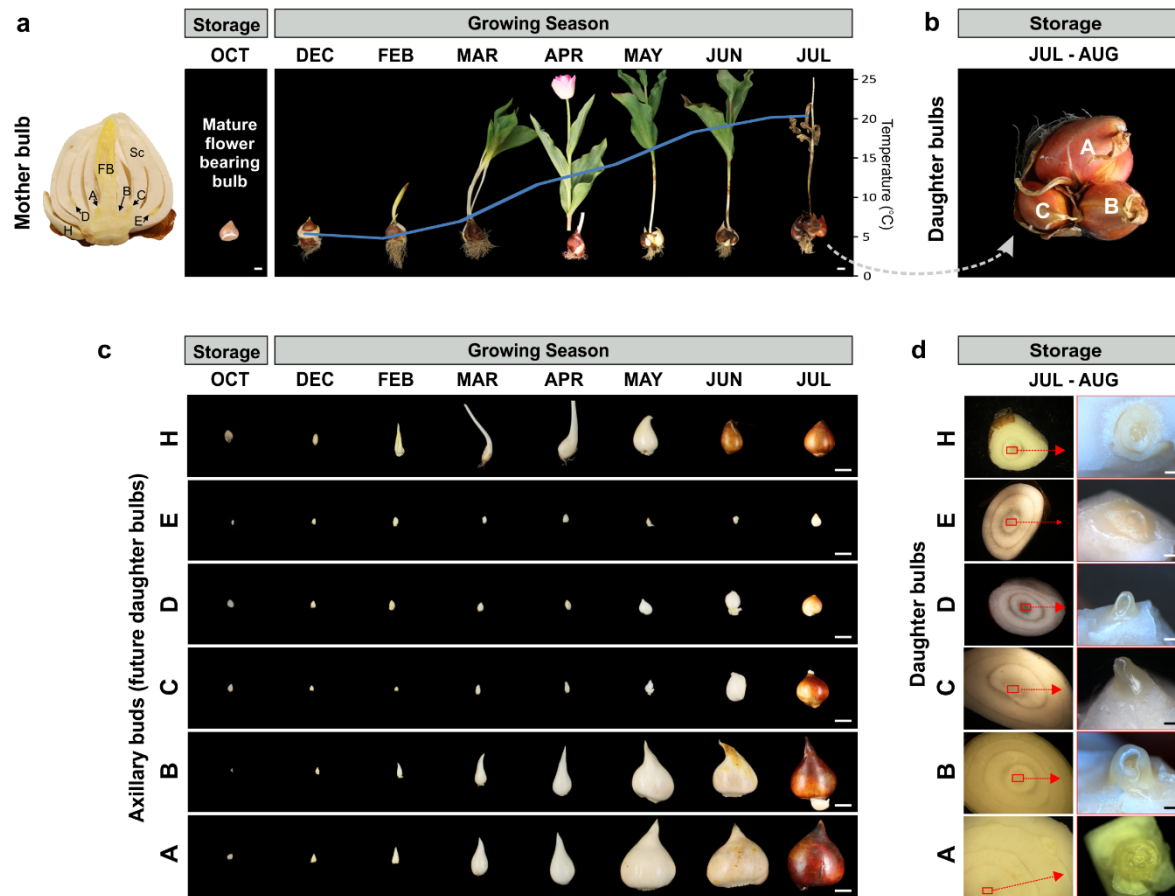 a
Storage
Growing Season
OCT
DEC
FEB
MAR
APR
MAY
JUN
JUL
Mother bulb
Sc
FB
A
B
C
D
E
H
Mature
flower
bearing
bulb
25
20
15
10
5
0
Temperature (°C)
b
Storage
JUL - AUG
Daughter bulbs
A
C
B
c
Storage
Growing Season
OCT
DEC
FEB
MAR
APR
MAY
JUN
JUL
Axillary buds (future daughter bulbs)
H
E
D
C
B
A
d
Storage
JUL - AUG
Daughter bulbs
H
E
D
C
B
A